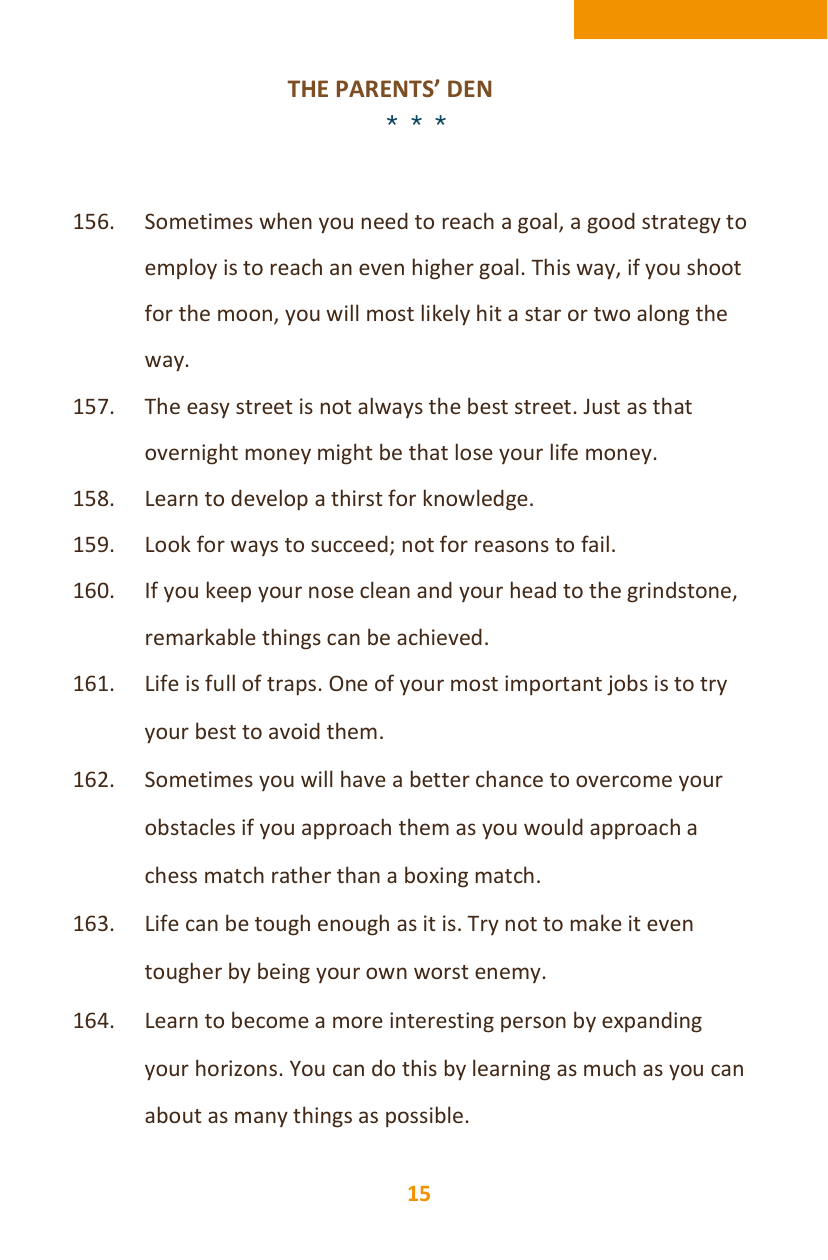 THE PARENTS’ DEN
* * *
156. Sometimes when you need to reach a goal, a good strategy to
employ is to reach an even higher goal. This way, if you shoot
for the moon, you will most likely hit a star or two along the
way.
157. The easy street is not always the best street. Just as that
overnight money might be that lose your life money.
158. Learn to develop a thirst for knowledge.
159. Look for ways to succeed; not for reasons to fail.
160. If you keep your nose clean and your head to the grindstone,
remarkable things can be achieved.
161. Life is full of traps. One of your most important jobs is to try
your best to avoid them.
162. Sometimes you will have a better chance to overcome your
obstacles if you approach them as you would approach a
chess match rather than a boxing match.
163. Life can be tough enough as it is. Try not to make it even
tougher by being your own worst enemy.
164. Learn to become a more interesting person by expanding
your horizons. You can do this by learning as much as you can
about as many things as possible.
15